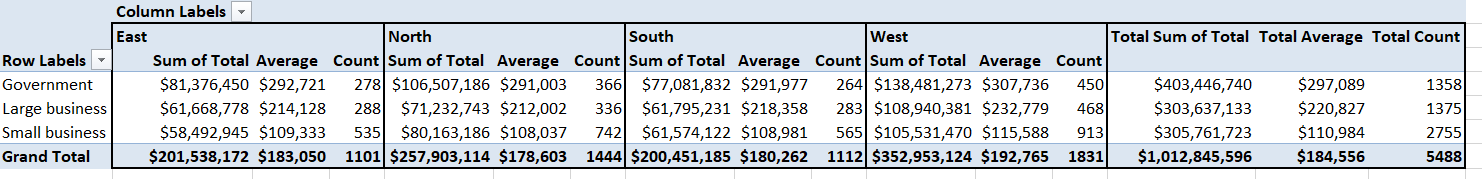 Column Labels
East North South West Total Sum of Total Total Average Total Count
Row Labels Sum of Total Average Count Sum of Total Average Count Sum of Total Average Count Sum of Total Average Count
Government $81,376,450 $292,721 278 $106,507,186 $291,003 366 $77,081,832 $291,977 264 $138,481,273 $307,736 450 $403,446,740 $297,089 1358
Large business $61,668,778 $214,128 288 $71,232,743 $212,002 336 $61,795,231 $218,358 283 $108,940,381 $232,779 468 $303,637,133 $220,827 1375
Small business $58,492,945 $109,333 535 $80,163,186 $108,037 742 $61,574,122 $108,981 565 $105,531,470 $115,588 913 $305,761,723 $110,984 2755
Grand Total $201,538,172 $183,050 1101 $257,903,114 $178,603 1444 $200,451,185 $180,262 1112 $352,953,124 $192,765 1831 $1,012,845,596 $184,556 5488